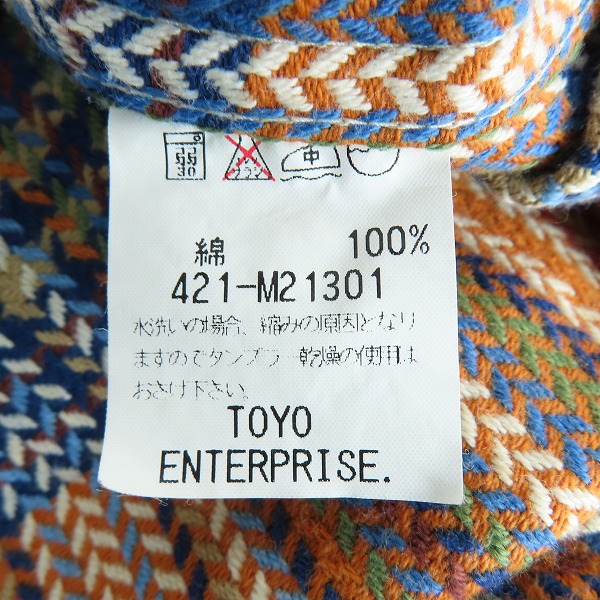 30
綿 100%
421-M21301
水洗いの場合、縮みの原因となり
ますのでタンブラー乾燥の使用は
おさけ下さい。
TOYO
ENTERPRISE.